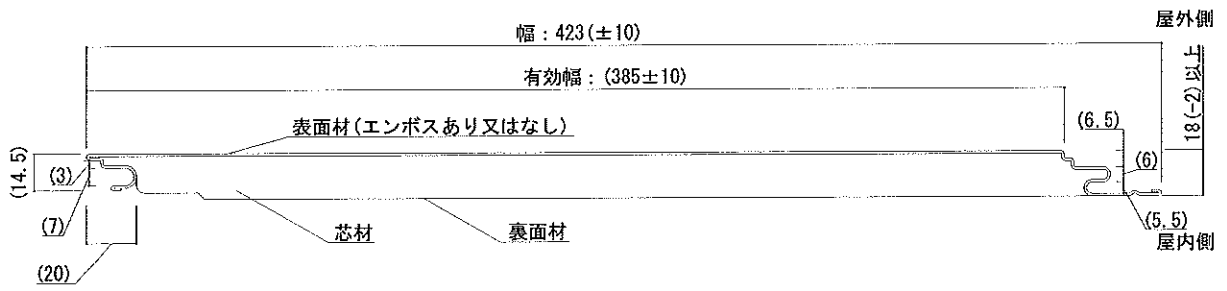 屋外側
幅：423(±10)
有効幅：(385±10)
18(-2)以上
表面材(エンボスあり又はなし)
(6.5)
(14.5)
(3)
(6)
(7)
芯材
裏面材
(5.5)
屋内側
(20)